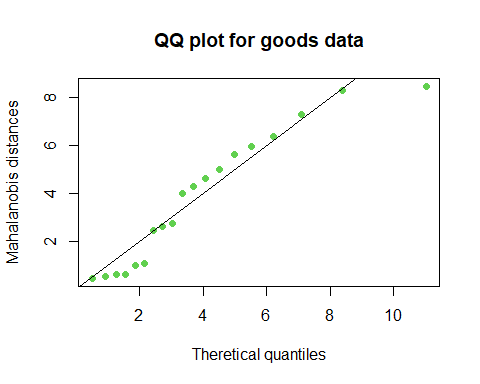 QQ plot for goods data
Mahalanobis distances
8
6
4
2
2 4 6 8 10
Theretical quantiles